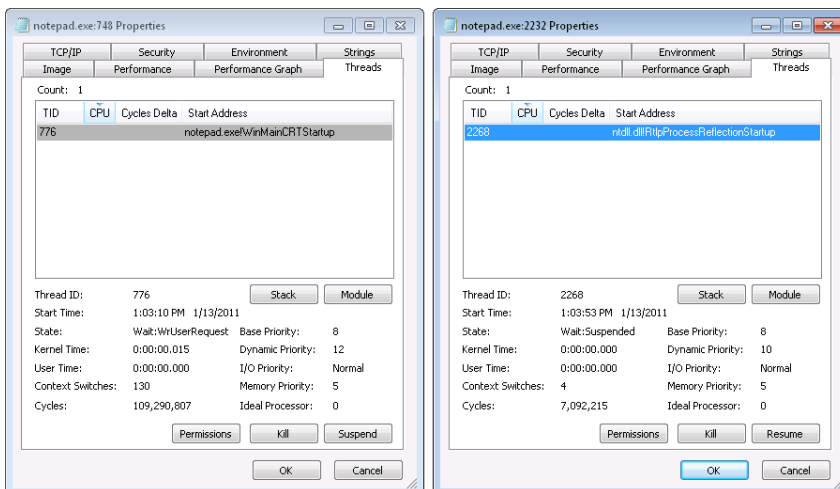 notepad.exe:748 Properties
TCP/IP Security Environment Strings
Image Performance Performance Graph Threads
Count: 1
TID CPU Cycles Delta Start Address
776 notepad.exe!WinMainCRTStartup
Thread ID: 776 Stack Module
Start Time: 1:03:10 PM 1/13/2011
State: Wait:WrUserRequest Base Priority: 8
Kernel Time: 0:00:00.015 Dynamic Priority: 12
User Time: 0:00:00.000 I/O Priority: Normal
Context Switches: 130 Memory Priority: 5
Cycles: 109,290,807 Ideal Processor: 0
Permissions Kill Suspend
OK Cancel
notepad.exe:2232 Properties
TCP/IP Security Environment Strings
Image Performance Performance Graph Threads
Count: 1
TID CPU Cycles Delta Start Address
2268 ntdll.dll!RtlpProcessReflectionStartup
Thread ID: 2268 Stack Module
Start Time: 1:03:53 PM 1/13/2011
State: Wait:Suspended Base Priority: 8
Kernel Time: 0:00:00.000 Dynamic Priority: 10
User Time: 0:00:00.000 I/O Priority: Normal
Context Switches: 4 Memory Priority: 5
Cycles: 7,092,215 Ideal Processor: 0
Permissions Kill Resume
OK Cancel